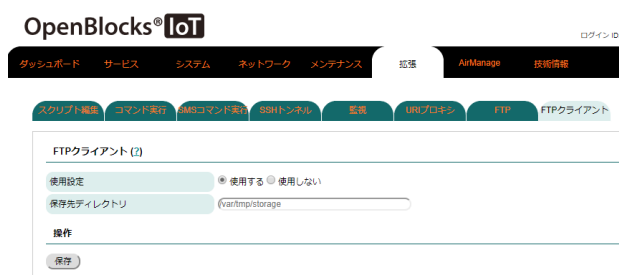 OpenBlocks® IoT
ログイン ID
ダッシュボード サービス システム ネットワーク メンテナンス 拡張 AirManage 技術情報
スクリプト編集 コマンド実行 SMSコマンド実行 SSHトンネル 監視 URIプロキシ FTP FTPクライアント
FTPクライアント (?)
使用設定 使用する 使用しない
保存先ディレクトリ /var/tmp/storage
操作
保存